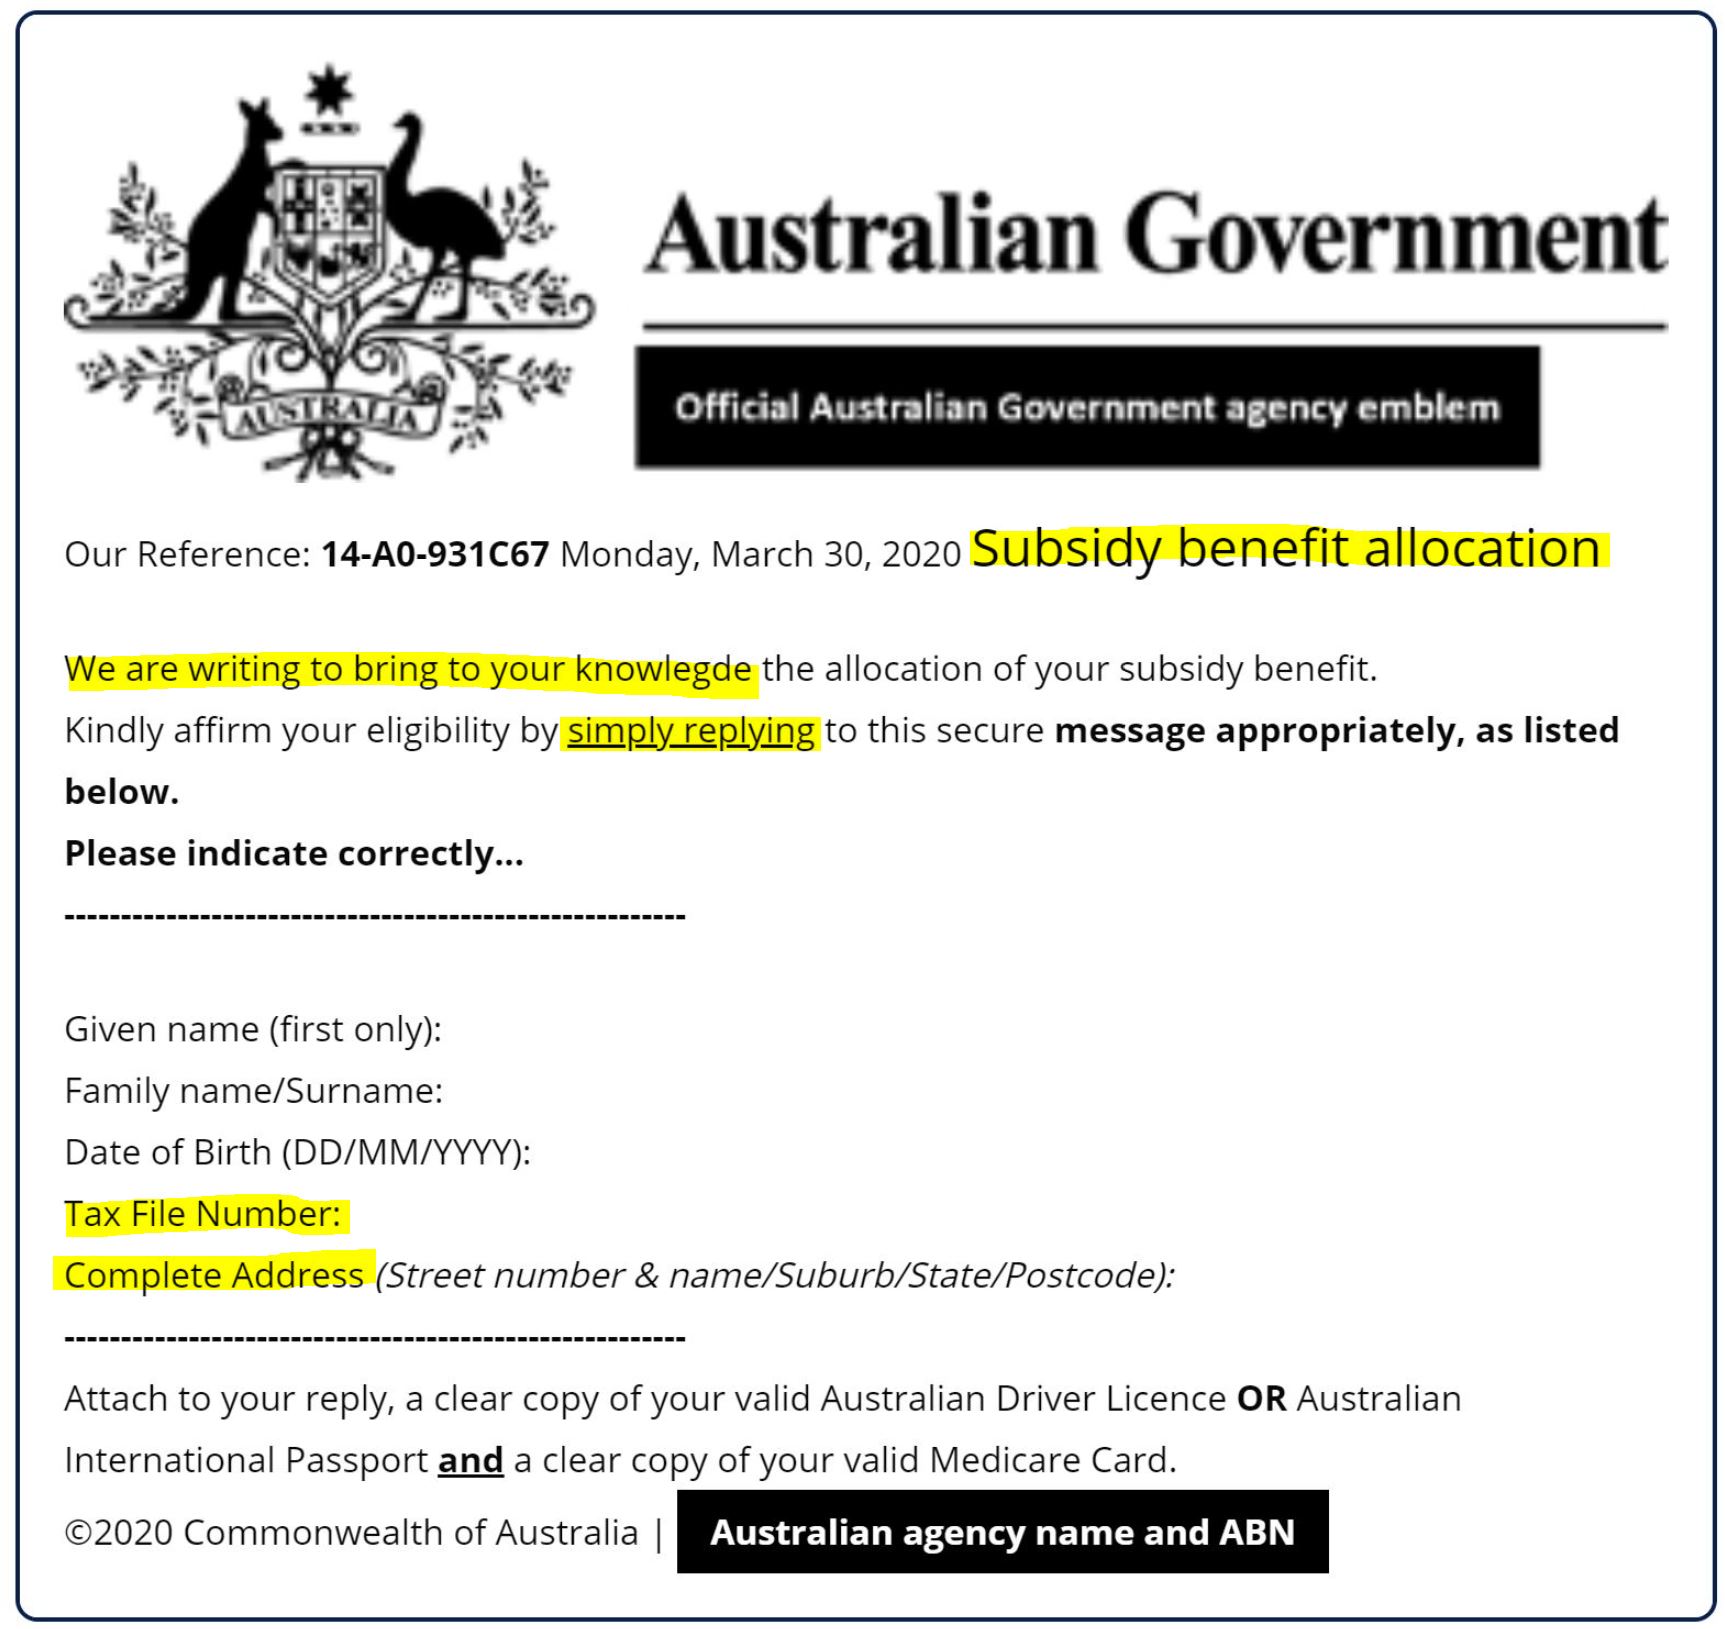 AUSTRALIA
Australian Government
Official Australian Government agency emblem
Our Reference: 14-A0-931C67 Monday, March 30, 2020 Subsidy benefit allocation
We are writing to bring to your knowlegde the allocation of your subsidy benefit.
Kindly affirm your eligibility by simply replying to this secure message appropriately, as listed
below.
Please indicate correctly...
-------------------------------------------------------
Given name (first only):
Family name/Surname:
Date of Birth (DD/MM/YYYY):
Tax File Number:
Complete Address (Street number & name/Suburb/State/Postcode):
-------------------------------------------------------
Attach to your reply, a clear copy of your valid Australian Driver Licence OR Australian
International Passport and a clear copy of your valid Medicare Card.
©2020 Commonwealth of Australia | Australian agency name and ABN